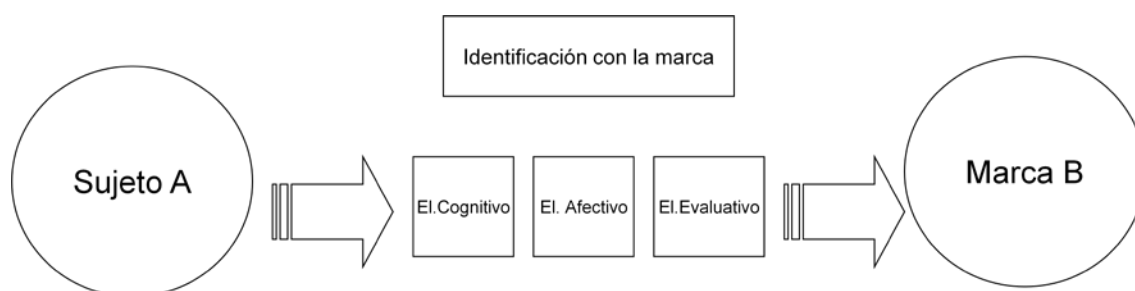 Identificación con la marca
Sujeto A
El.Cognitivo
El. Afectivo
El.Evaluativo
Marca B